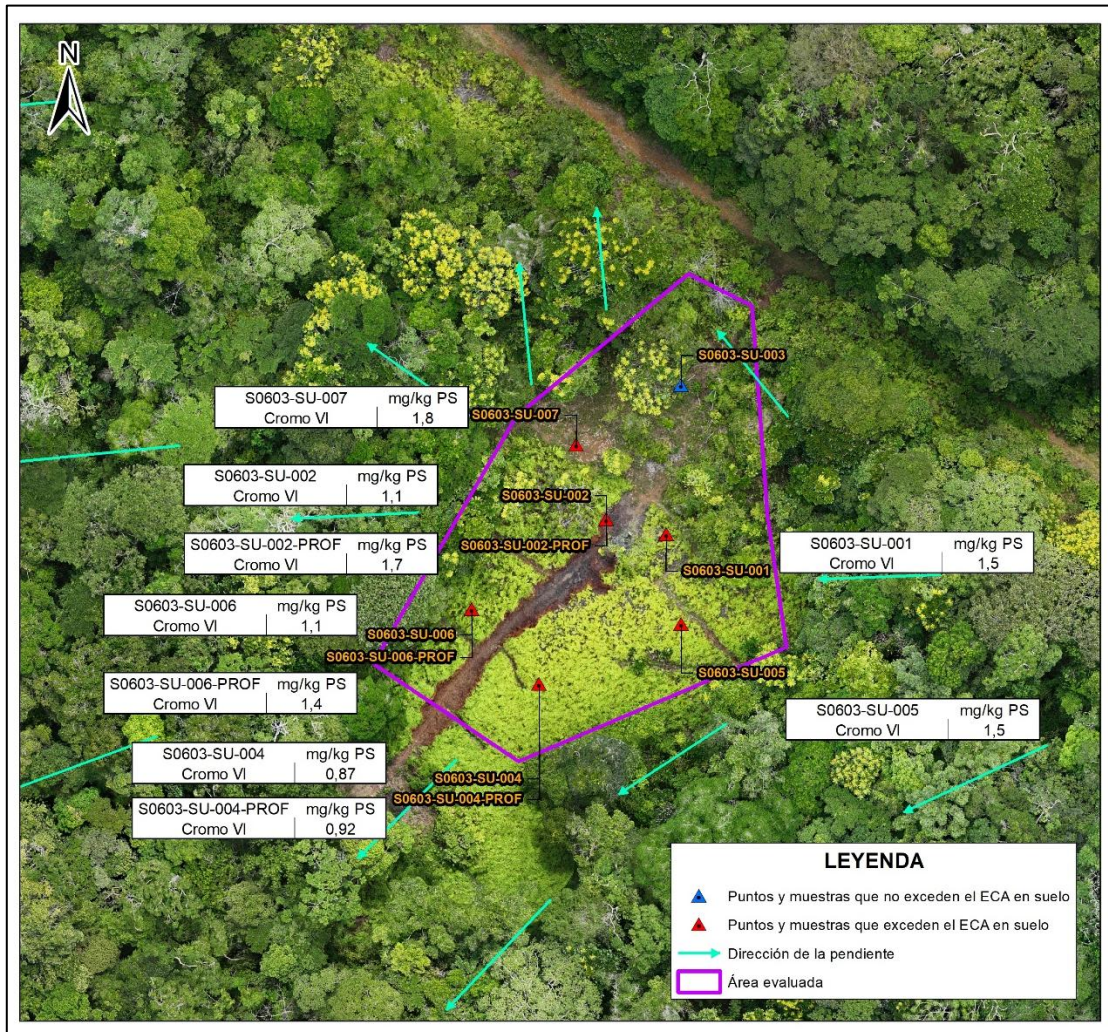 N
S0603-SU-003
S0603-SU-007 mg/kg PS
Cromo VI 1,8
S0603-SU-007
S0603-SU-002 mg/kg PS
Cromo VI 1,1
S0603-SU-002
S0603-SU-002-PROF mg/kg PS
Cromo VI 1,7
S0603-SU-002-PROF
S0603-SU-001
S0603-SU-001 mg/kg PS
Cromo VI 1,5
S0603-SU-006 mg/kg PS
Cromo VI 1,1
S0603-SU-006
S0603-SU-006-PROF
S0603-SU-005
S0603-SU-006-PROF mg/kg PS
Cromo VI 1,4
S0603-SU-005 mg/kg PS
Cromo VI 1,5
S0603-SU-004 mg/kg PS
Cromo VI 0,87
S0603-SU-004
S0603-SU-004-PROF
S0603-SU-004-PROF mg/kg PS
Cromo VI 0,92
LEYENDA
Puntos y muestras que no exceden el ECA en suelo
Puntos y muestras que exceden el ECA en suelo
Dirección de la pendiente
Área evaluada